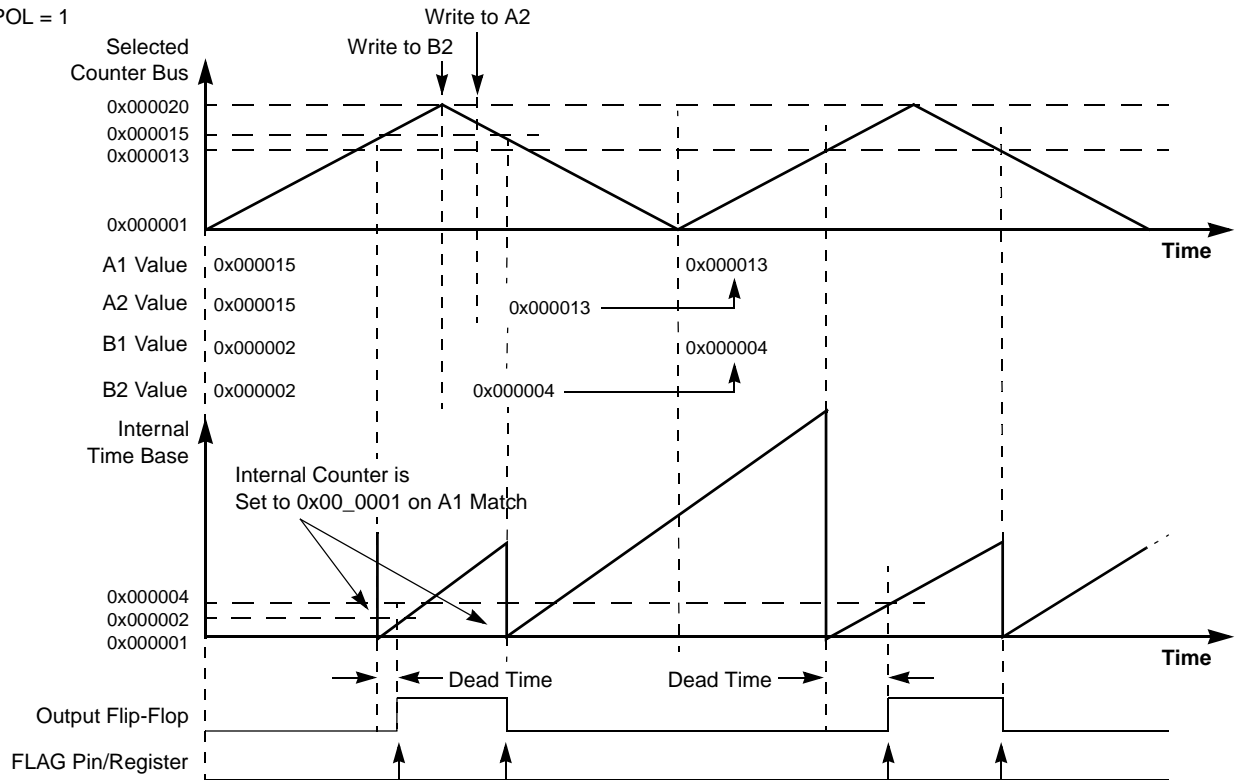 POL = 1
Write to A2
Write to B2
Selected
Counter Bus
0x000020
0x000015
0x000013
0x000001
Time
A1 Value 0x000015 0x000013
A2 Value 0x000015 0x000013
B1 Value 0x000002 0x000004
B2 Value 0x000002 0x000004
Internal
Time Base
Internal Counter is
Set to 0x00_0001 on A1 Match
0x000004
0x000002
0x000001
Time
Dead Time Dead Time
Output Flip-Flop
FLAG Pin/Register